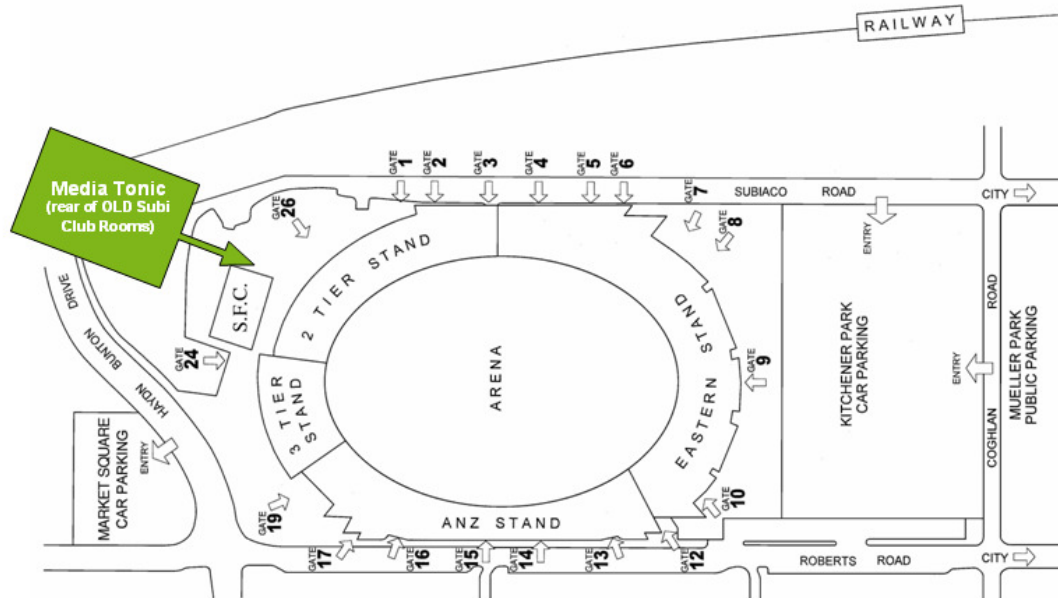 RAILWAY
Media Tonic
(rear of OLD Subi
Club Rooms)
GATE 1
GATE 2
GATE 3
GATE 4
GATE 5
GATE 6
GATE 7
SUBIACO ROAD
CITY
GATE 26
GATE 8
ENTRY
2 TIER STAND
S.F.C.
HAYDN BUNTON DRIVE
GATE 24
ARENA
EASTERN STAND
GATE 9
KITCHENER PARK
CAR PARKING
ENTRY
COGHLAN ROAD
MUELLER PARK
PUBLIC PARKING
3 TIER
STAND
MARKET SQUARE
CAR PARKING
ENTRY
GATE 19
ANZ STAND
GATE 10
GATE 17
GATE 16
GATE 15
GATE 14
GATE 13
GATE 12
ROBERTS ROAD
CITY